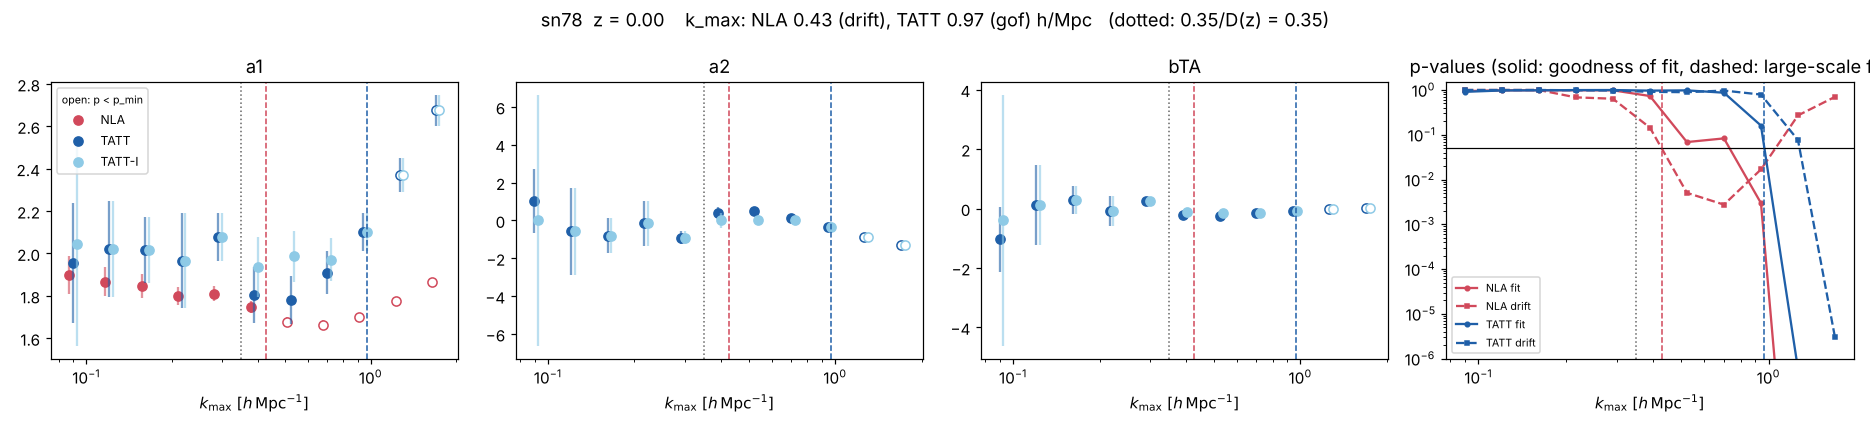 sn78 z = 0.00 k_max: NLA 0.43 (drift), TATT 0.97 (gof) h/Mpc (dotted: 0.35/D(z) = 0.35)
a1
2.8
2.6
2.4
2.2
2.0
1.8
1.6
open: p < p_min
NLA
TATT
TATT-I
10⁻¹
10⁰
k_max [h Mpc⁻¹]
a2
6
4
2
0
−2
−4
−6
10⁻¹
10⁰
k_max [h Mpc⁻¹]
bTA
4
2
0
−2
−4
10⁻¹
10⁰
k_max [h Mpc⁻¹]
p-values (solid: goodness of fit, dashed: large-scale f
10⁰
10⁻¹
10⁻²
10⁻³
10⁻⁴
10⁻⁵
10⁻⁶
NLA fit
NLA drift
TATT fit
TATT drift
10⁻¹
10⁰
k_max [h Mpc⁻¹]